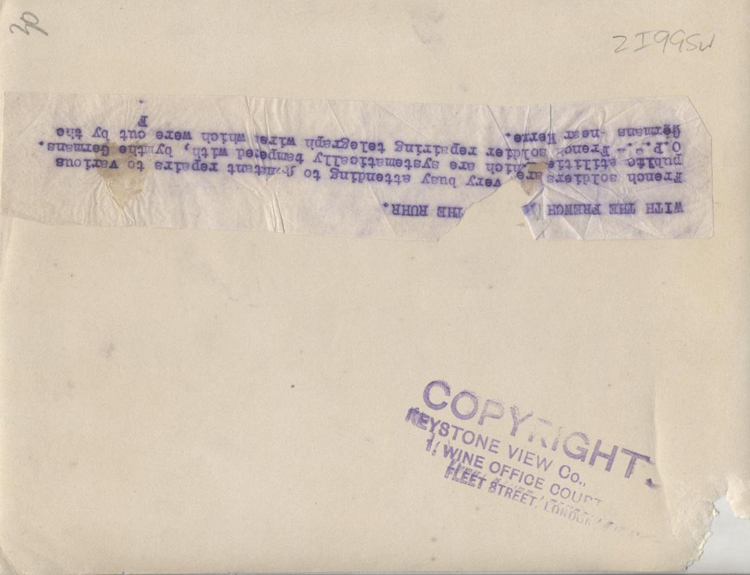 WITH THE FRENCH THE RUHR.
French soldiers are very busy attending to repairs to various
public which are systematically tampered with, by the Germans.
O.P.S. French soldier repairing telegraph wires which were cut by the
Germans near Herne.
F
COPYRIGHT.
KEYSTONE VIEW Co.,
WINE OFFICE COURT
FLEET STREET, LONDON
30